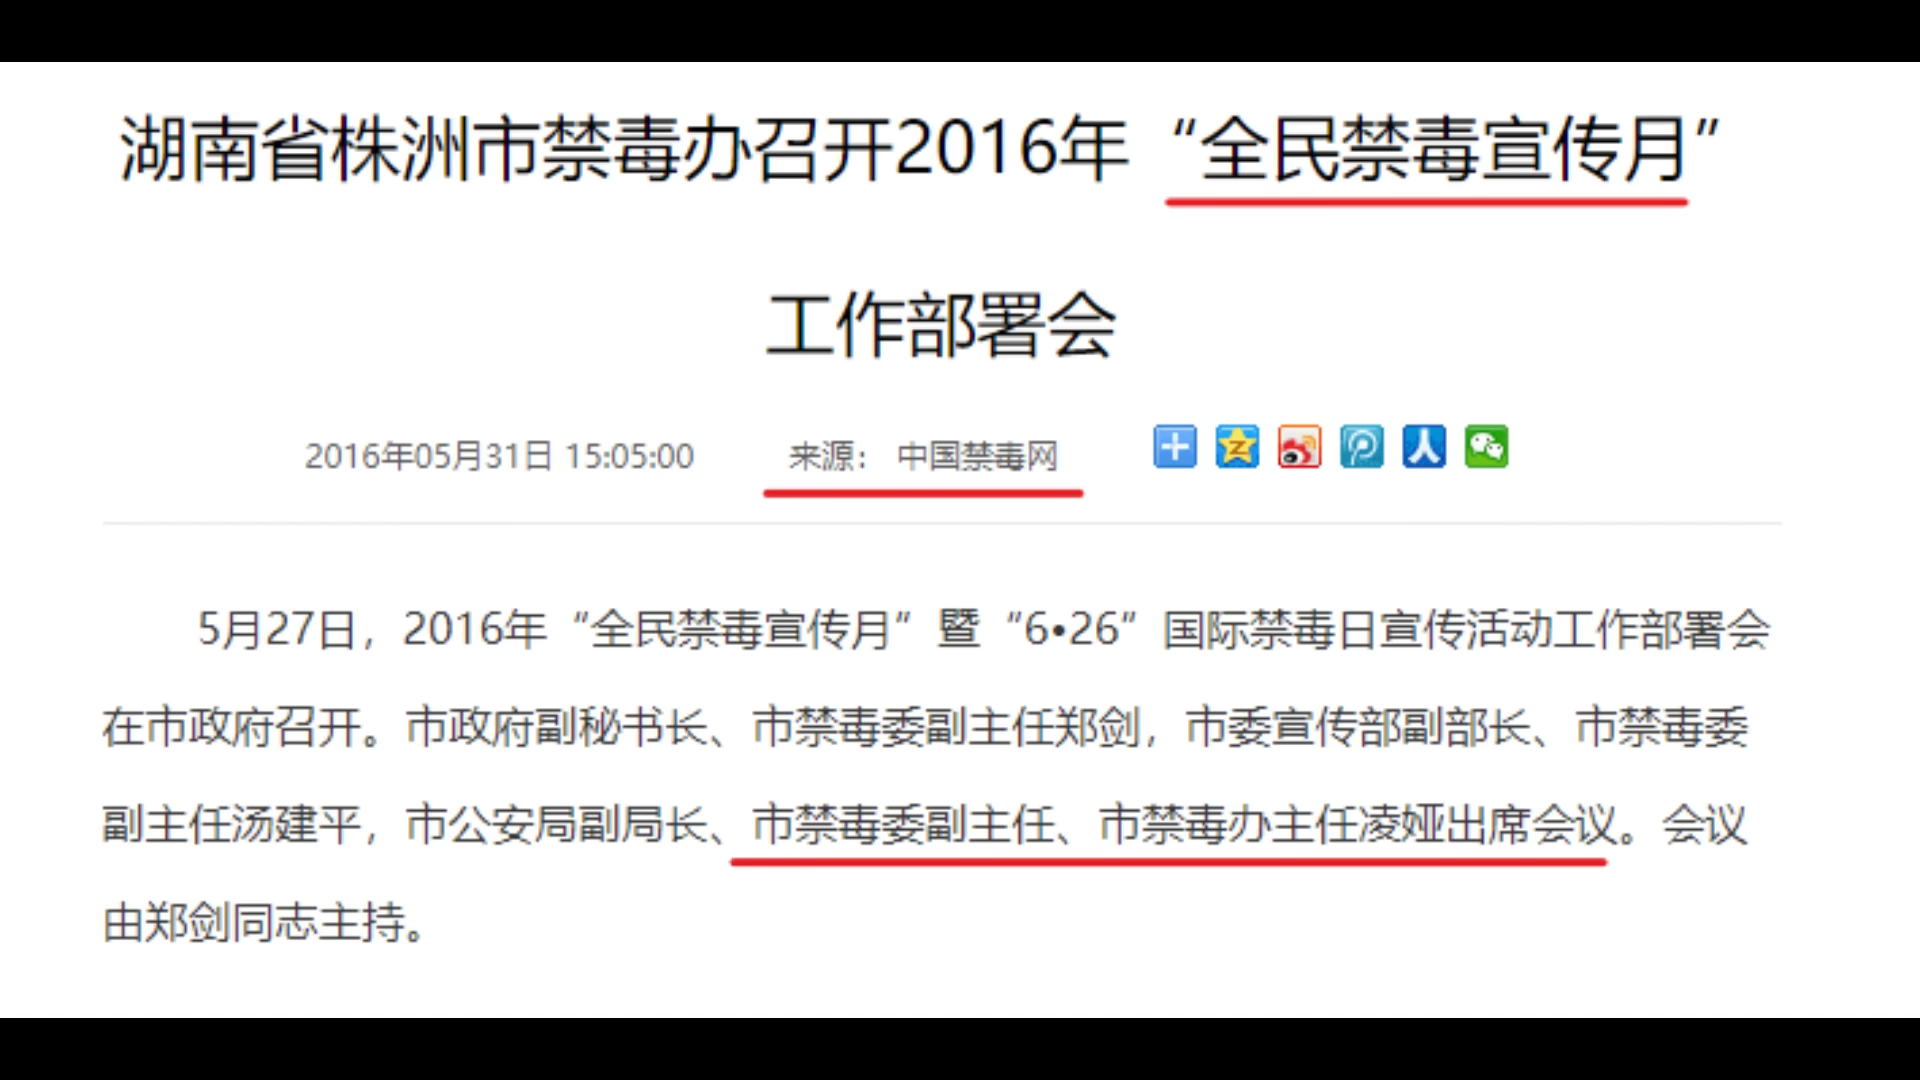 湖南省株洲市禁毒办召开2016年“全民禁毒宣传月”
工作部署会
2016年05月31日 15:05:00 来源： 中国禁毒网
5月27日，2016年“全民禁毒宣传月”暨“6•26”国际禁毒日宣传活动工作部署会
在市政府召开。市政府副秘书长、市禁毒委副主任郑剑，市委宣传部副部长、市禁毒委
副主任汤建平，市公安局副局长、市禁毒委副主任、市禁毒办主任凌娅出席会议。会议
由郑剑同志主持。